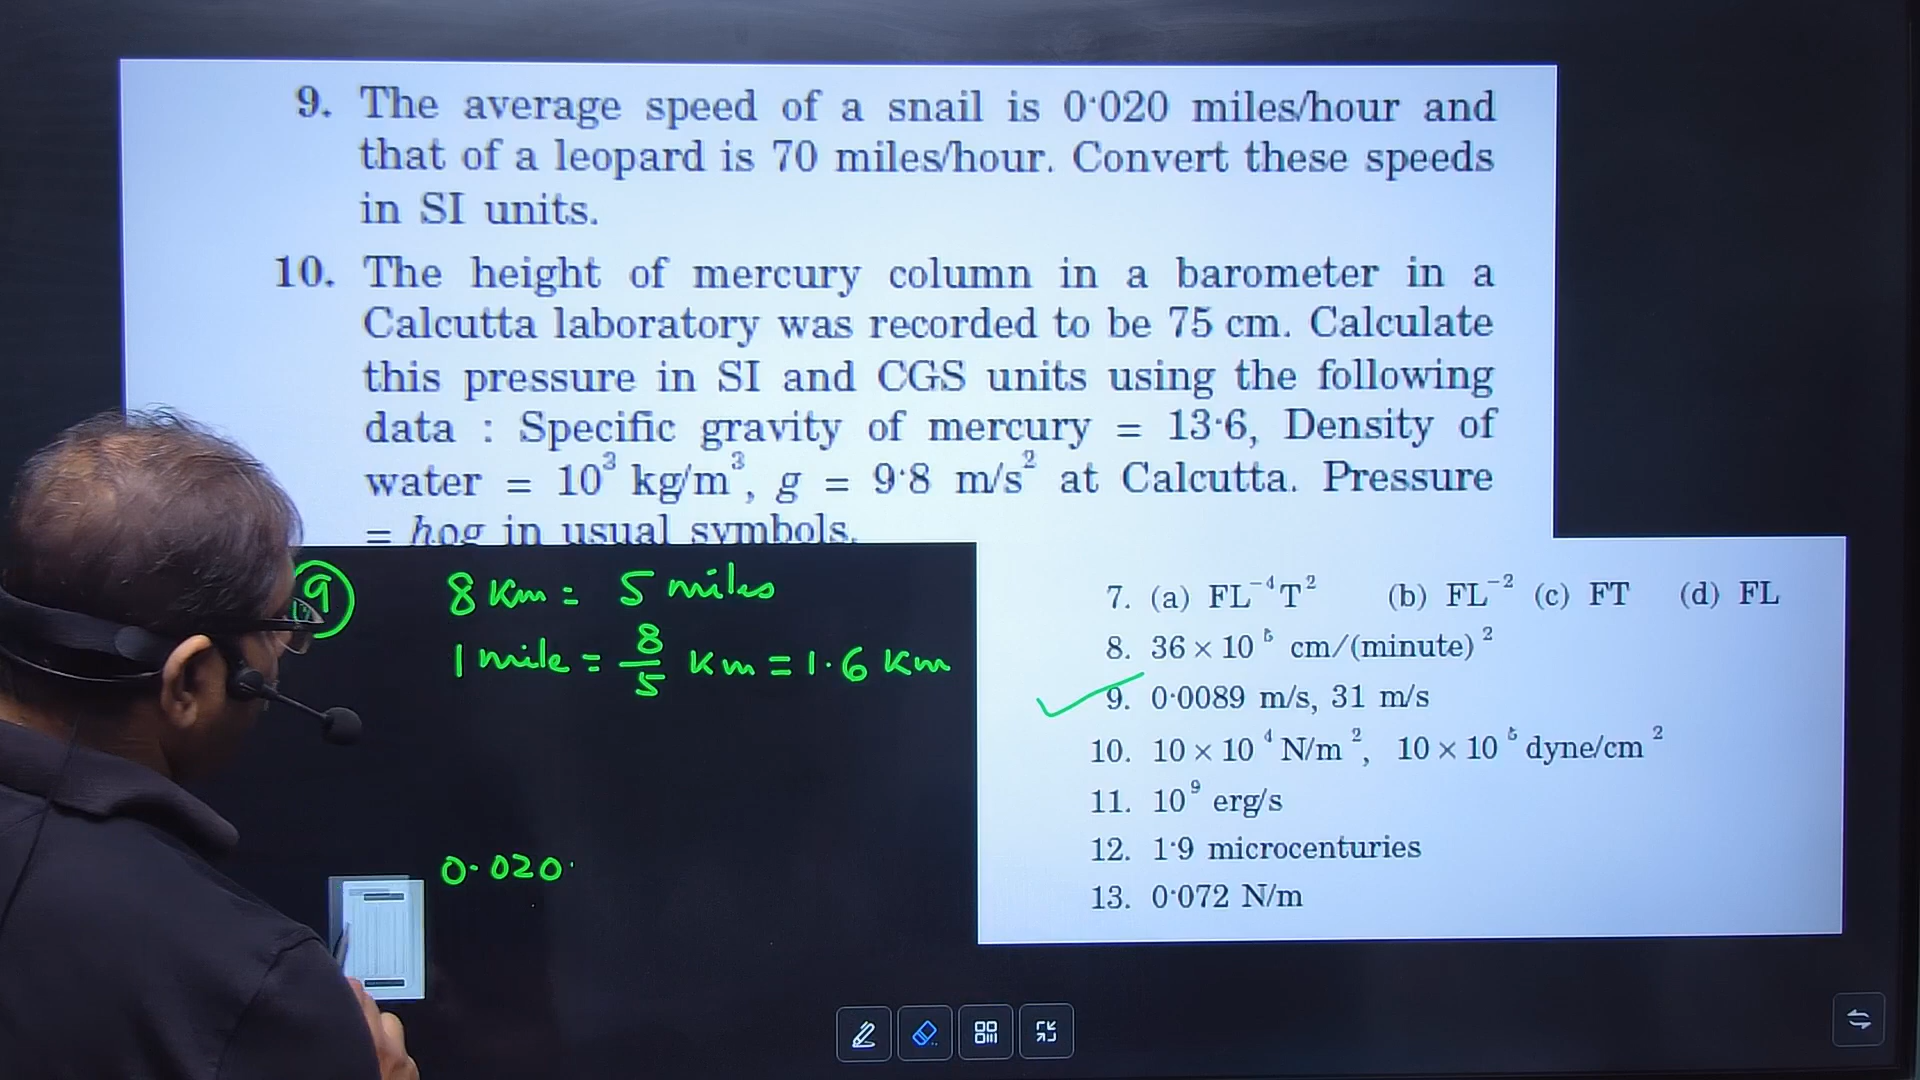 9. The average speed of a snail is 0·020 miles/hour and
that of a leopard is 70 miles/hour. Convert these speeds
in SI units.
10. The height of mercury column in a barometer in a
Calcutta laboratory was recorded to be 75 cm. Calculate
this pressure in SI and CGS units using the following
data : Specific gravity of mercury = 13·6, Density of
water = 10³ kg/m³, g = 9·8 m/s² at Calcutta. Pressure
= hρg in usual symbols.
9 8 Km = 5 miles
1 mile = 8/5 Km = 1.6 Km
0.020
7. (a) FL⁻⁴T² (b) FL⁻² (c) FT (d) FL
8. 36 × 10⁵ cm/(minute)²
9. 0·0089 m/s, 31 m/s
10. 10 × 10⁴ N/m², 10 × 10⁵ dyne/cm²
11. 10⁹ erg/s
12. 1·9 microcenturies
13. 0·072 N/m